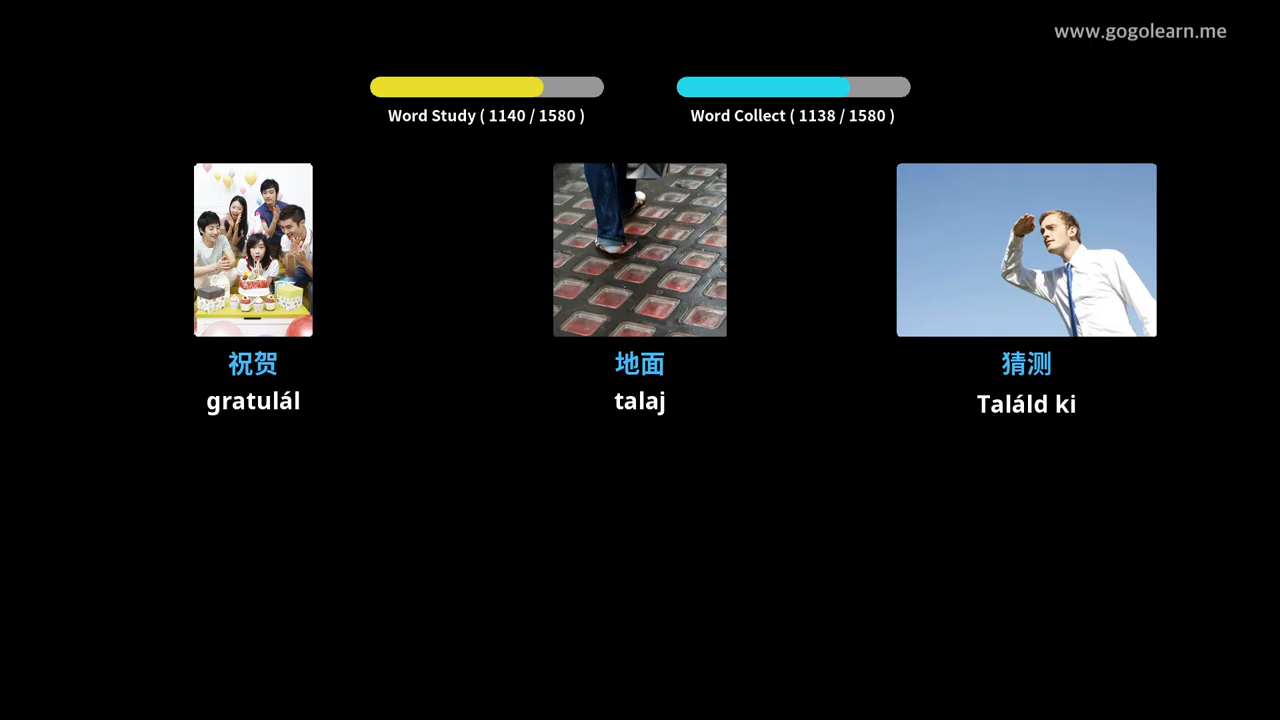 www.gogolearn.me
Word Study ( 1140 / 1580 )
Word Collect ( 1138 / 1580 )
祝贺
地面
猜测
gratulál
talaj
Találd ki